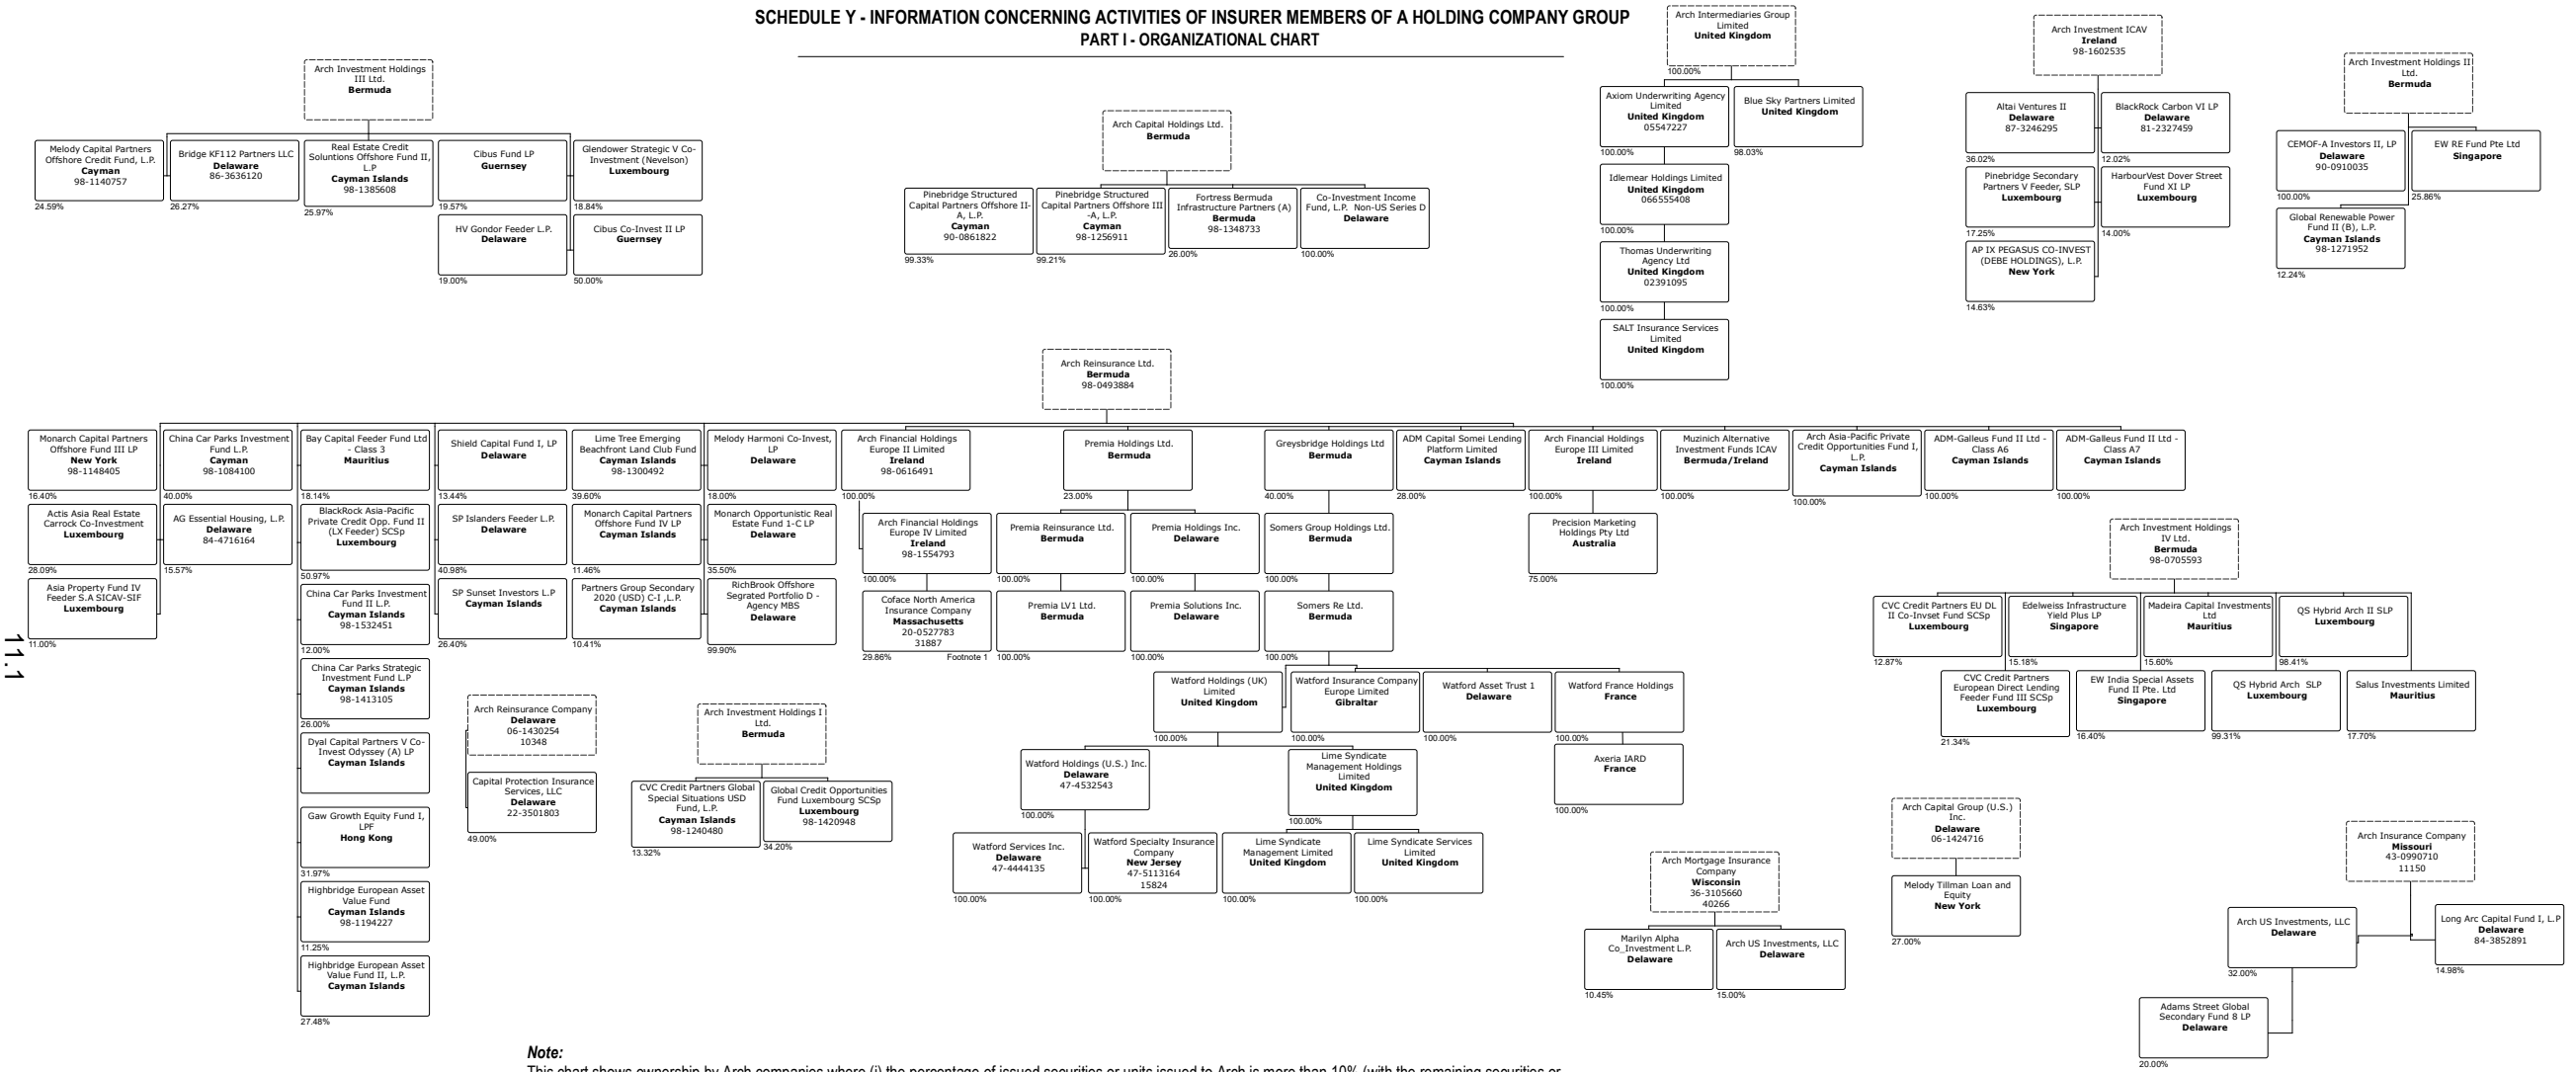 SCHEDULE Y - INFORMATION CONCERNING ACTIVITIES OF INSURER MEMBERS OF A HOLDING COMPANY GROUP
PART I - ORGANIZATIONAL CHART
Arch Investment Holdings
III Ltd.
Bermuda
Melody Capital Partners
Offshore Credit Fund, L.P.
Cayman
98-1140757
24.59%
Bridge KF112 Partners LLC
Delaware
86-3636120
26.27%
Real Estate Credit
Soluntions Offshore Fund II,
L.P
Cayman Islands
98-1385608
25.97%
Cibus Fund LP
Guernsey
19.57%
Glendower Strategic V Co-
Investment (Nevelson)
Luxembourg
18.84%
HV Gondor Feeder L.P.
Delaware
19.00%
Cibus Co-Invest II LP
Guernsey
50.00%
Arch Capital Holdings Ltd.
Bermuda
Pinebridge Structured
Capital Partners Offshore II-
A, L.P.
Cayman
90-0861822
99.33%
Pinebridge Structured
Capital Partners Offshore III
-A, L.P.
Cayman
98-1256911
99.21%
Fortress Bermuda
Infrastructure Partners (A)
Bermuda
98-1348733
26.00%
Co-Investment Income
Fund, L.P. Non-US Series D
Delaware
100.00%
Arch Intermediaries Group
Limited
United Kingdom
100.00%
Axiom Underwriting Agency
Limited
United Kingdom
05547227
100.00%
Blue Sky Partners Limited
United Kingdom
98.03%
Idlemear Holdings Limited
United Kingdom
066555408
100.00%
Thomas Underwriting
Agency Ltd
United Kingdom
02391095
100.00%
SALT Insurance Services
Limited
United Kingdom
100.00%
Arch Investment ICAV
Ireland
98-1602535
Altai Ventures II
Delaware
87-3246295
36.02%
BlackRock Carbon VI LP
Delaware
81-2327459
12.02%
Pinebridge Secondary
Partners V Feeder, SLP
Luxembourg
17.25%
HarbourVest Dover Street
Fund XI LP
Luxembourg
14.00%
AP IX PEGASUS CO-INVEST
(DEBE HOLDINGS), L.P.
New York
14.63%
Arch Investment Holdings II
Ltd.
Bermuda
CEMOF-A Investors II, LP
Delaware
90-0910035
100.00%
EW RE Fund Pte Ltd
Singapore
25.86%
Global Renewable Power
Fund II (B), L.P.
Cayman Islands
98-1271952
12.24%
Arch Reinsurance Ltd.
Bermuda
98-0493884
Monarch Capital Partners
Offshore Fund III LP
New York
98-1148405
16.40%
China Car Parks Investment
Fund L.P.
Cayman
98-1084100
40.00%
Bay Capital Feeder Fund Ltd
- Class 3
Mauritius
18.14%
Shield Capital Fund I, LP
Delaware
13.44%
Lime Tree Emerging
Beachfront Land Club Fund
Cayman Islands
98-1300492
39.60%
Melody Harmoni Co-Invest,
LP
Delaware
18.00%
Arch Financial Holdings
Europe II Limited
Ireland
98-0616491
100.00%
Premia Holdings Ltd.
Bermuda
23.00%
Greysbridge Holdings Ltd
Bermuda
40.00%
ADM Capital Somei Lending
Platform Limited
Cayman Islands
28.00%
Arch Financial Holdings
Europe III Limited
Ireland
100.00%
Muzinich Alternative
Investment Funds ICAV
Bermuda/Ireland
100.00%
Arch Asia-Pacific Private
Credit Opportunities Fund I,
L.P.
Cayman Islands
100.00%
ADM-Galleus Fund II Ltd -
Class A6
Cayman Islands
100.00%
ADM-Galleus Fund II Ltd -
Class A7
Cayman Islands
100.00%
Actis Asia Real Estate
Carrock Co-Investment
Luxembourg
28.09%
AG Essential Housing, L.P.
Delaware
84-4716164
15.57%
BlackRock Asia-Pacific
Private Credit Opp. Fund II
(LX Feeder) SCSp
Luxembourg
50.97%
SP Islanders Feeder L.P.
Delaware
40.98%
Monarch Capital Partners
Offshore Fund IV LP
Cayman Islands
11.46%
Monarch Opportunistic Real
Estate Fund 1-C LP
Delaware
35.50%
Arch Financial Holdings
Europe IV Limited
Ireland
98-1554793
100.00%
Premia Reinsurance Ltd.
Bermuda
100.00%
Premia Holdings Inc.
Delaware
100.00%
Somers Group Holdings Ltd.
Bermuda
100.00%
Precision Marketing
Holdings Pty Ltd
Australia
75.00%
Asia Property Fund IV
Feeder S.A SICAV-SIF
Luxembourg
11.00%
China Car Parks Investment
Fund II L.P.
Cayman Islands
98-1532451
12.00%
SP Sunset Investors L.P
Cayman Islands
26.40%
Partners Group Secondary
2020 (USD) C-I ,L.P.
Cayman Islands
10.41%
RichBrook Offshore
Segrated Portfolio D -
Agency MBS
Delaware
99.90%
Coface North America
Insurance Company
Massachusetts
20-0527783
31887
29.86% Footnote 1
Premia LV1 Ltd.
Bermuda
100.00%
Premia Solutions Inc.
Delaware
100.00%
Somers Re Ltd.
Bermuda
100.00%
China Car Parks Strategic
Investment Fund L.P
Cayman Islands
98-1413105
26.00%
Dyal Capital Partners V Co-
Invest Odyssey (A) LP
Cayman Islands
Gaw Growth Equity Fund I,
LPF
Hong Kong
31.97%
Highbridge European Asset
Value Fund
Cayman Islands
98-1194227
11.25%
Highbridge European Asset
Value Fund II, L.P.
Cayman Islands
27.48%
Arch Reinsurance Company
Delaware
06-1430254
10348
Capital Protection Insurance
Services, LLC
Delaware
22-3501803
49.00%
Arch Investment Holdings I
Ltd.
Bermuda
CVC Credit Partners Global
Special Situations USD
Fund, L.P.
Cayman Islands
98-1240480
13.32%
Global Credit Opportunities
Fund Luxembourg SCSp
Luxembourg
98-1420948
34.20%
Watford Holdings (UK)
Limited
United Kingdom
100.00%
Watford Insurance Company
Europe Limited
Gibraltar
100.00%
Watford Asset Trust 1
Delaware
100.00%
Watford France Holdings
France
100.00%
Watford Holdings (U.S.) Inc.
Delaware
47-4532543
100.00%
Lime Syndicate
Management Holdings
Limited
United Kingdom
100.00%
Axeria IARD
France
100.00%
Watford Services Inc.
Delaware
47-4444135
100.00%
Watford Specialty Insurance
Company
New Jersey
47-5113164
15824
100.00%
Lime Syndicate
Management Limited
United Kingdom
100.00%
Lime Syndicate Services
Limited
United Kingdom
100.00%
Arch Investment Holdings
IV Ltd.
Bermuda
98-0705593
CVC Credit Partners EU DL
II Co-Invset Fund SCSp
Luxembourg
12.87%
Edelweiss Infrastructure
Yield Plus LP
Singapore
15.18%
Madeira Capital Investments
Ltd
Mauritius
15.60%
QS Hybrid Arch II SLP
Luxembourg
98.41%
CVC Credit Partners
European Direct Lending
Feeder Fund III SCSp
Luxembourg
21.34%
EW India Special Assets
Fund II Pte. Ltd
Singapore
16.40%
QS Hybrid Arch SLP
Luxembourg
99.31%
Salus Investments Limited
Mauritius
17.70%
Arch Mortgage Insurance
Company
Wisconsin
36-3105660
40266
Marilyn Alpha
Co_Investment L.P.
Delaware
10.45%
Arch US Investments, LLC
Delaware
15.00%
Arch Capital Group (U.S.)
Inc.
Delaware
06-1424716
Melody Tillman Loan and
Equity
New York
27.00%
Arch Insurance Company
Missouri
43-0990710
11150
Arch US Investments, LLC
Delaware
32.00%
Long Arc Capital Fund I, L.P
Delaware
84-3852891
14.98%
Adams Street Global
Secondary Fund 8 LP
Delaware
20.00%
11.1
Note:
This chart shows ownership by Arch companies where (i) the percentage of issued securities or units issued to Arch is more than 10% (with the remaining securities or